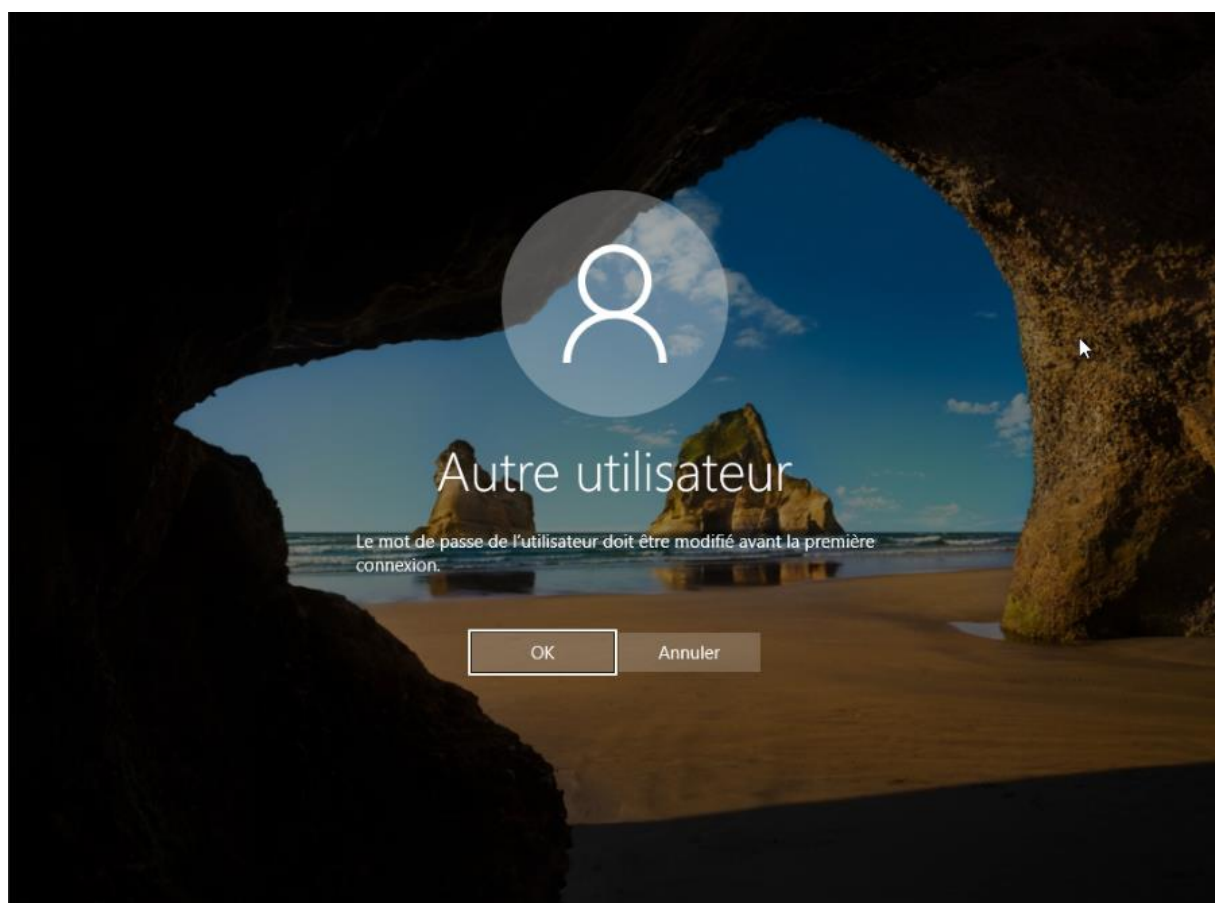 Autre utilisateur
Le mot de passe de l'utilisateur doit être modifié avant la première
connexion.
OK
Annuler